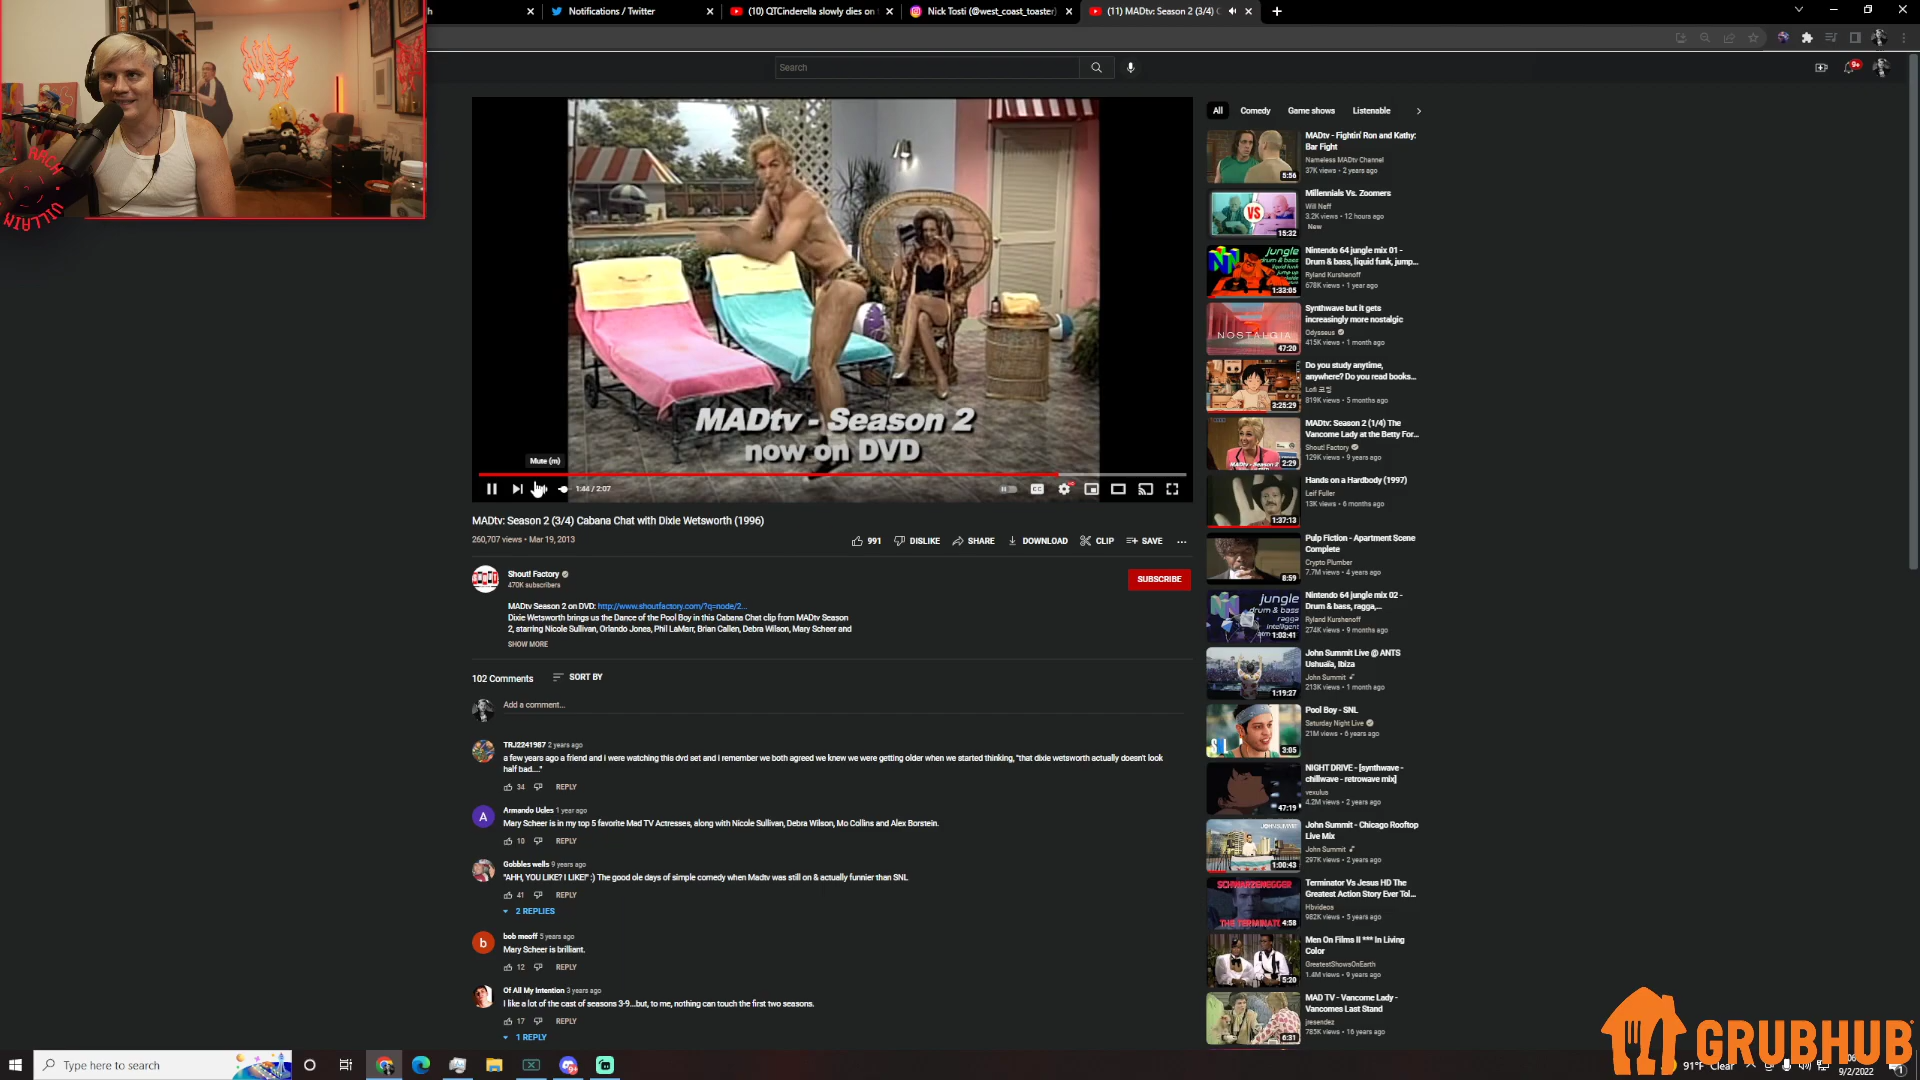 Notifications / Twitter
(10) QTCinderella slowly dies on
Nick Tosti (@west_coast_toaster)
(11) MADtv: Season 2 (3/4)
Search
9+
MADtv - Season 2
now on DVD
Mute (m)
1:44 / 2:07
MADtv: Season 2 (3/4) Cabana Chat with Dixie Wetsworth (1996)
260,707 views • Mar 19, 2013
991
DISLIKE
SHARE
DOWNLOAD
CLIP
SAVE
Shout! Factory
470K subscribers
SUBSCRIBE
MADtv Season 2 on DVD: http://www.shoutfactory.com/?q=node/2...
Dixie Wetsworth brings us the Dance of the Pool Boy in this Cabana Chat clip from MADtv Season
2, starring Nicole Sullivan, Orlando Jones, Phil LaMarr, Brian Callen, Debra Wilson, Mary Scheer and
SHOW MORE
102 Comments
SORT BY
Add a comment...
TRJ2241987 2 years ago
a few years ago a friend and i were watching this dvd set and i remember we both agreed we knew we were getting older when we started thinking, "that dixie wetsworth actually doesn't look
half bad...."
34
REPLY
A
Armando Ucles 1 year ago
Mary Scheer is in my top 5 favorite Mad TV Actresses, along with Nicole Sullivan, Debra Wilson, Mo Collins and Alex Borstein.
10
REPLY
Gobbles wells 9 years ago
"AHH, YOU LIKE? I LIKE!" :) The good ole days of simple comedy when Madtv was still on & actually funnier than SNL
41
REPLY
2 REPLIES
b
bob meoff 5 years ago
Mary Scheer is brilliant.
12
REPLY
Of All My Intention 3 years ago
I like a lot of the cast of seasons 3-9...but, to me, nothing can touch the first two seasons.
17
REPLY
1 REPLY
All
Comedy
Game shows
Listenable
MADtv - Fightin' Ron and Kathy:
Bar Fight
Nameless MADtv Channel
37K views • 2 years ago
5:56
Millennials Vs. Zoomers
Will Neff
3.2K views • 12 hours ago
New
VS
15:32
Nintendo 64 jungle mix 01 -
Drum & bass, liquid funk, jump...
Ryland Kurshenoff
678K views • 1 year ago
jungle
drum & bass
1:33:05
Synthwave but it gets
increasingly more nostalgic
Odysseus
415K views • 1 month ago
NOSTALGIA
47:20
Do you study anytime,
anywhere? Do you read books...
819K views • 5 months ago
3:25:29
MADtv: Season 2 (1/4) The
Vancome Lady at the Betty For...
Shout! Factory
129K views • 9 years ago
2:29
Hands on a Hardbody (1997)
Leif Fuller
13K views • 6 months ago
1:37:13
Pulp Fiction - Apartment Scene
Complete
Crypto Plumber
7.7M views • 4 years ago
8:59
Nintendo 64 jungle mix 02 -
Drum & bass, ragga,...
Ryland Kurshenoff
274K views • 9 months ago
jungle
drum & bass
ragga
intelligent
1:03:41
John Summit Live @ ANTS
Ushuaïa, Ibiza
John Summit
213K views • 1 month ago
1:19:27
Pool Boy - SNL
Saturday Night Live
21M views • 6 years ago
3:05
NIGHT DRIVE - [synthwave -
chillwave - retrowave mix]
vexulus
4.2M views • 2 years ago
47:19
John Summit - Chicago Rooftop
Live Mix
John Summit
297K views • 2 years ago
1:00:43
Terminator Vs Jesus HD The
Greatest Action Story Ever Tol...
Hbvideos
982K views • 5 years ago
SCHWARZENEGGER
4:58
Men On Films II *** In Living
Color
GreatestShowsOnEarth
1.4M views • 9 years ago
5:20
MAD TV - Vancome Lady -
Vancomes Last Stand
jresendez
785K views • 16 years ago
6:31
GRUBHUB
Type here to search
91°F Clear
9/2/2022